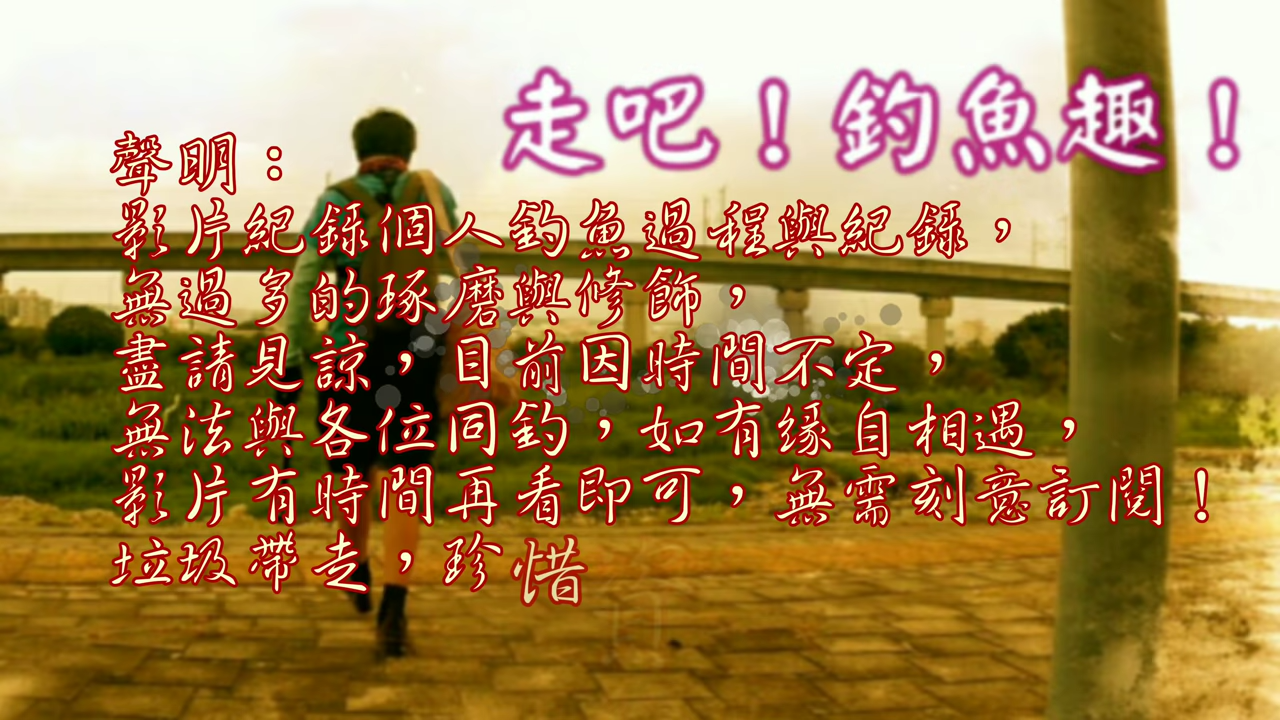 走吧！釣魚趣！
聲明：
影片紀錄個人釣魚過程與紀錄，
無過多的琢磨與修飾，
盡請見諒，目前因時間不定，
無法與各位同釣，如有緣自相遇，
影片有時間再看即可，無需刻意訂閱！
垃圾帶走，珍惜